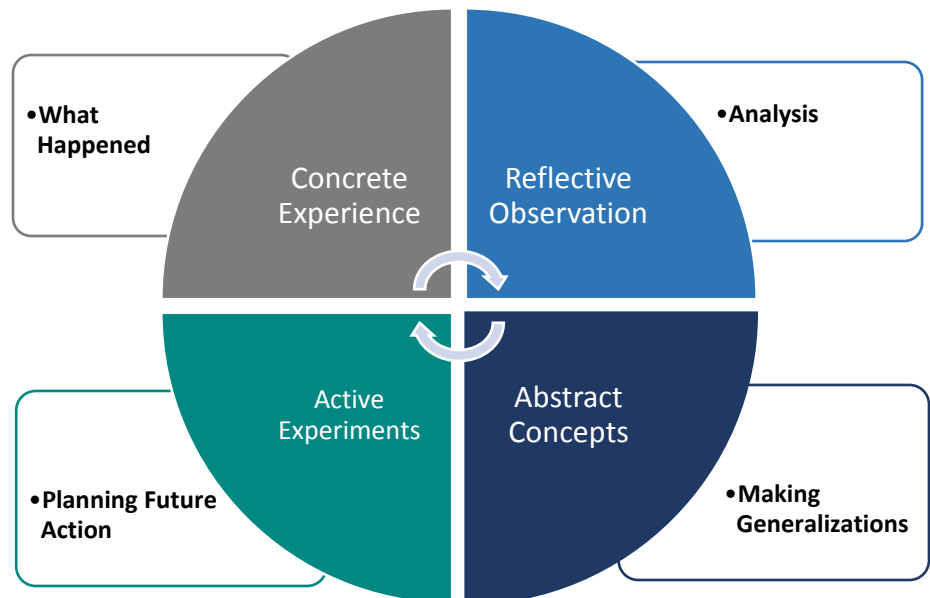 •What
Happened
Concrete
Experience
Reflective
Observation
•Analysis
Active
Experiments
Abstract
Concepts
•Planning Future
Action
•Making
Generalizations